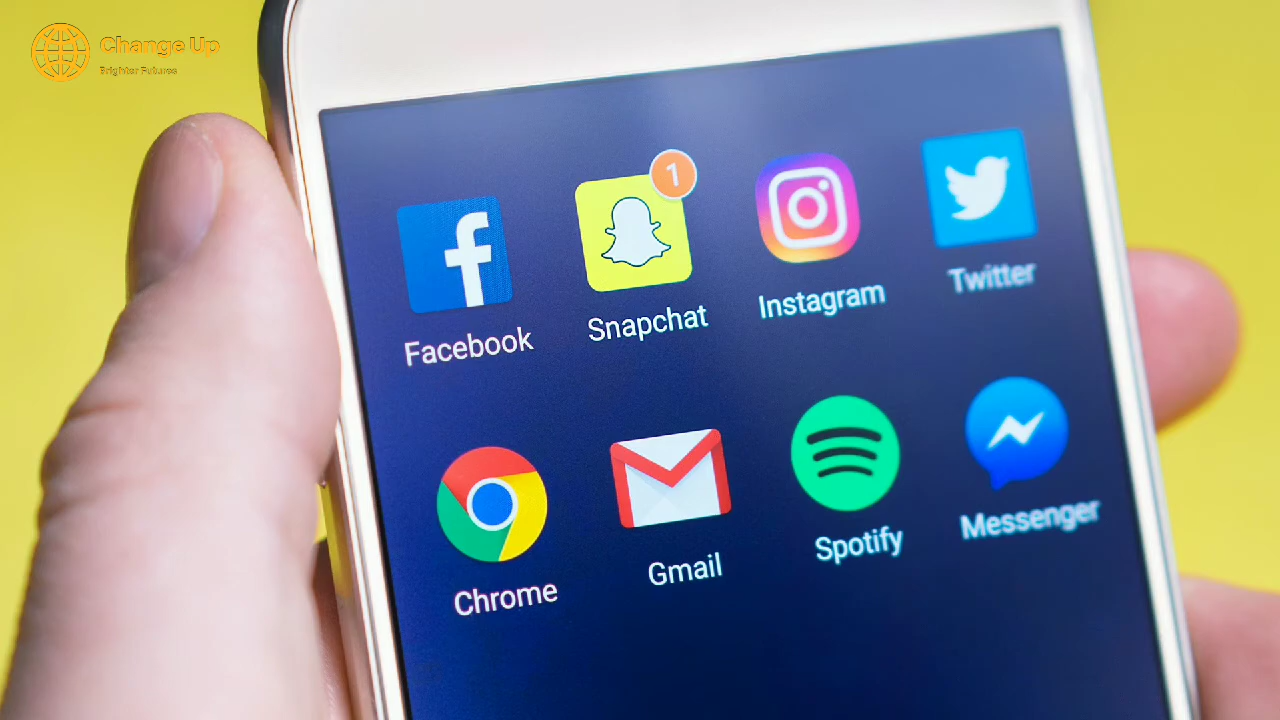 Change Up
Brighter Futures
1
Facebook
Snapchat
Instagram
Twitter
Chrome
Gmail
Spotify
Messenger